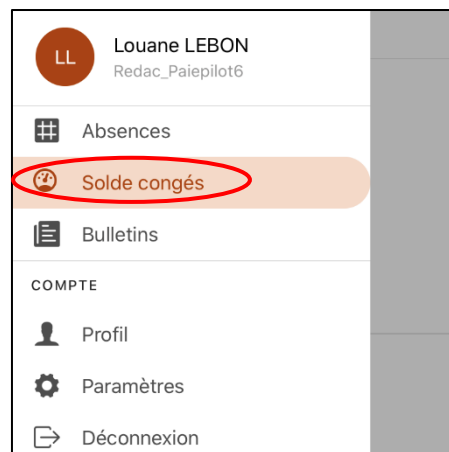 LL
Louane LEBON
Redac_Paiepilot6
Absences
Solde congés
Bulletins
COMPTE
Profil
Paramètres
Déconnexion